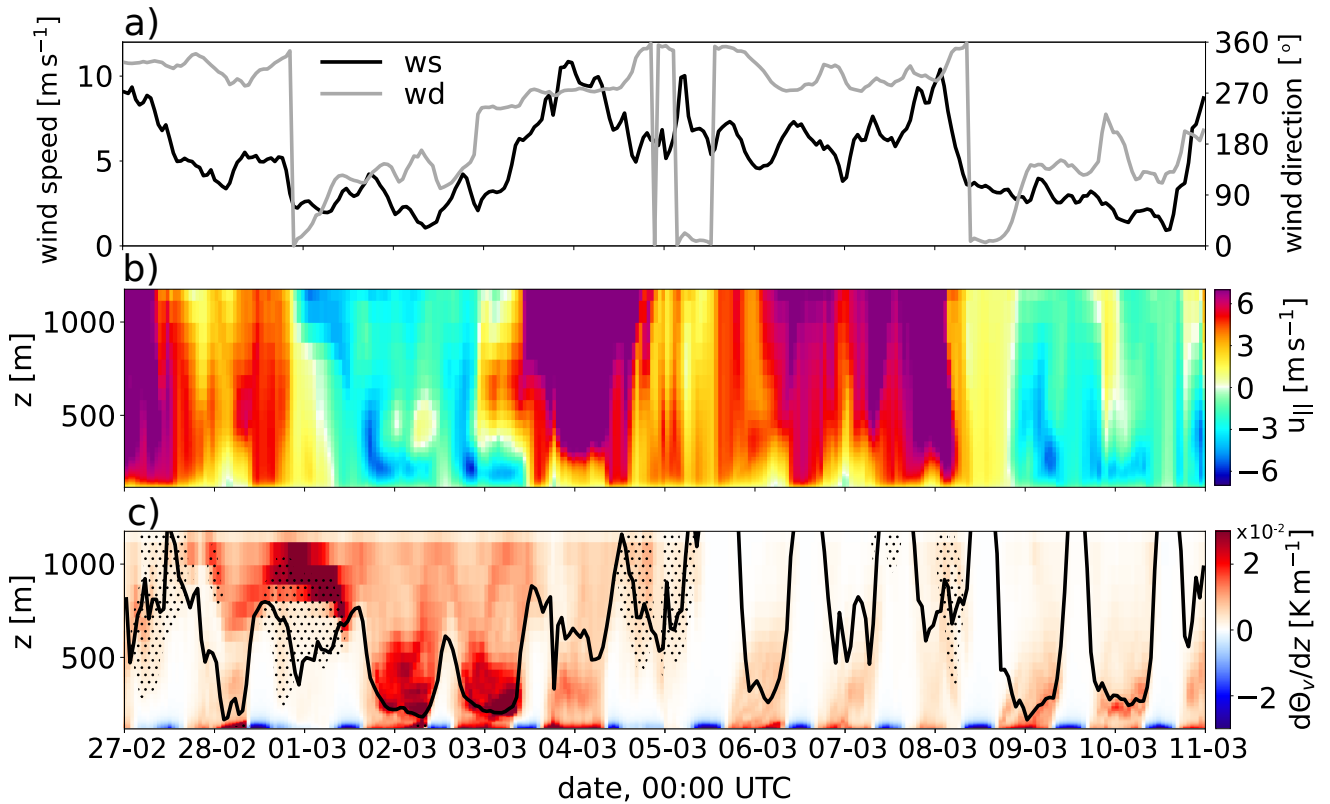 a)
wind speed [m s⁻¹]
10
5
0
ws
wd
360
270
180
90
0
wind direction [°]
b)
z [m]
1000
500
6
3
0
−3
−6
u|| [m s⁻¹]
c)
z [m]
1000
500
x10⁻²
2
0
−2
dΘᵥ/dz [K m⁻¹]
27-02 28-02 01-03 02-03 03-03 04-03 05-03 06-03 07-03 08-03 09-03 10-03 11-03
date, 00:00 UTC